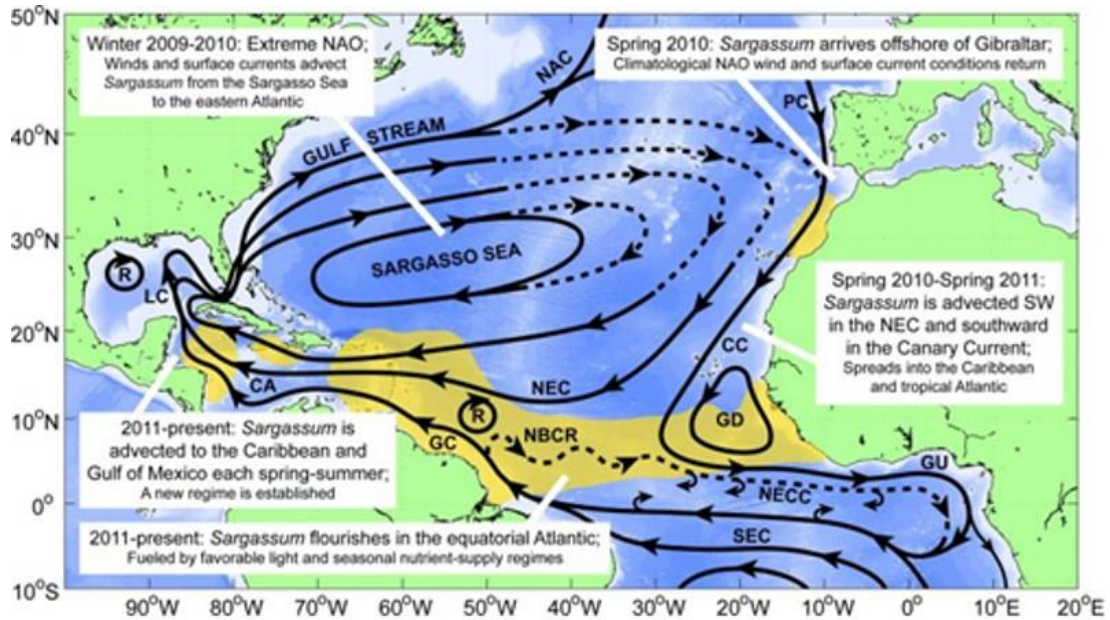 50°N
40°N
30°N
20°N
10°N
0°N
10°S
90°W
80°W
70°W
60°W
50°W
40°W
30°W
20°W
10°W
0°
10°E
20°E
Winter 2009-2010: Extreme NAO;
Winds and surface currents advect
Sargassum from the Sargasso Sea
to the eastern Atlantic
Spring 2010: Sargassum arrives offshore of Gibraltar;
Climatological NAO wind and surface current conditions return
NAC
PC
GULF STREAM
SARGASSO SEA
R
LC
Spring 2010-Spring 2011:
Sargassum is advected SW
in the NEC and southward
in the Canary Current;
Spreads into the Caribbean
and tropical Atlantic
CC
CA
NEC
R
GD
GC
NBCR
GU
NECC
SEC
2011-present: Sargassum is
advected to the Caribbean and
Gulf of Mexico each spring-summer;
A new regime is established
2011-present: Sargassum flourishes in the equatorial Atlantic;
Fueled by favorable light and seasonal nutrient-supply regimes